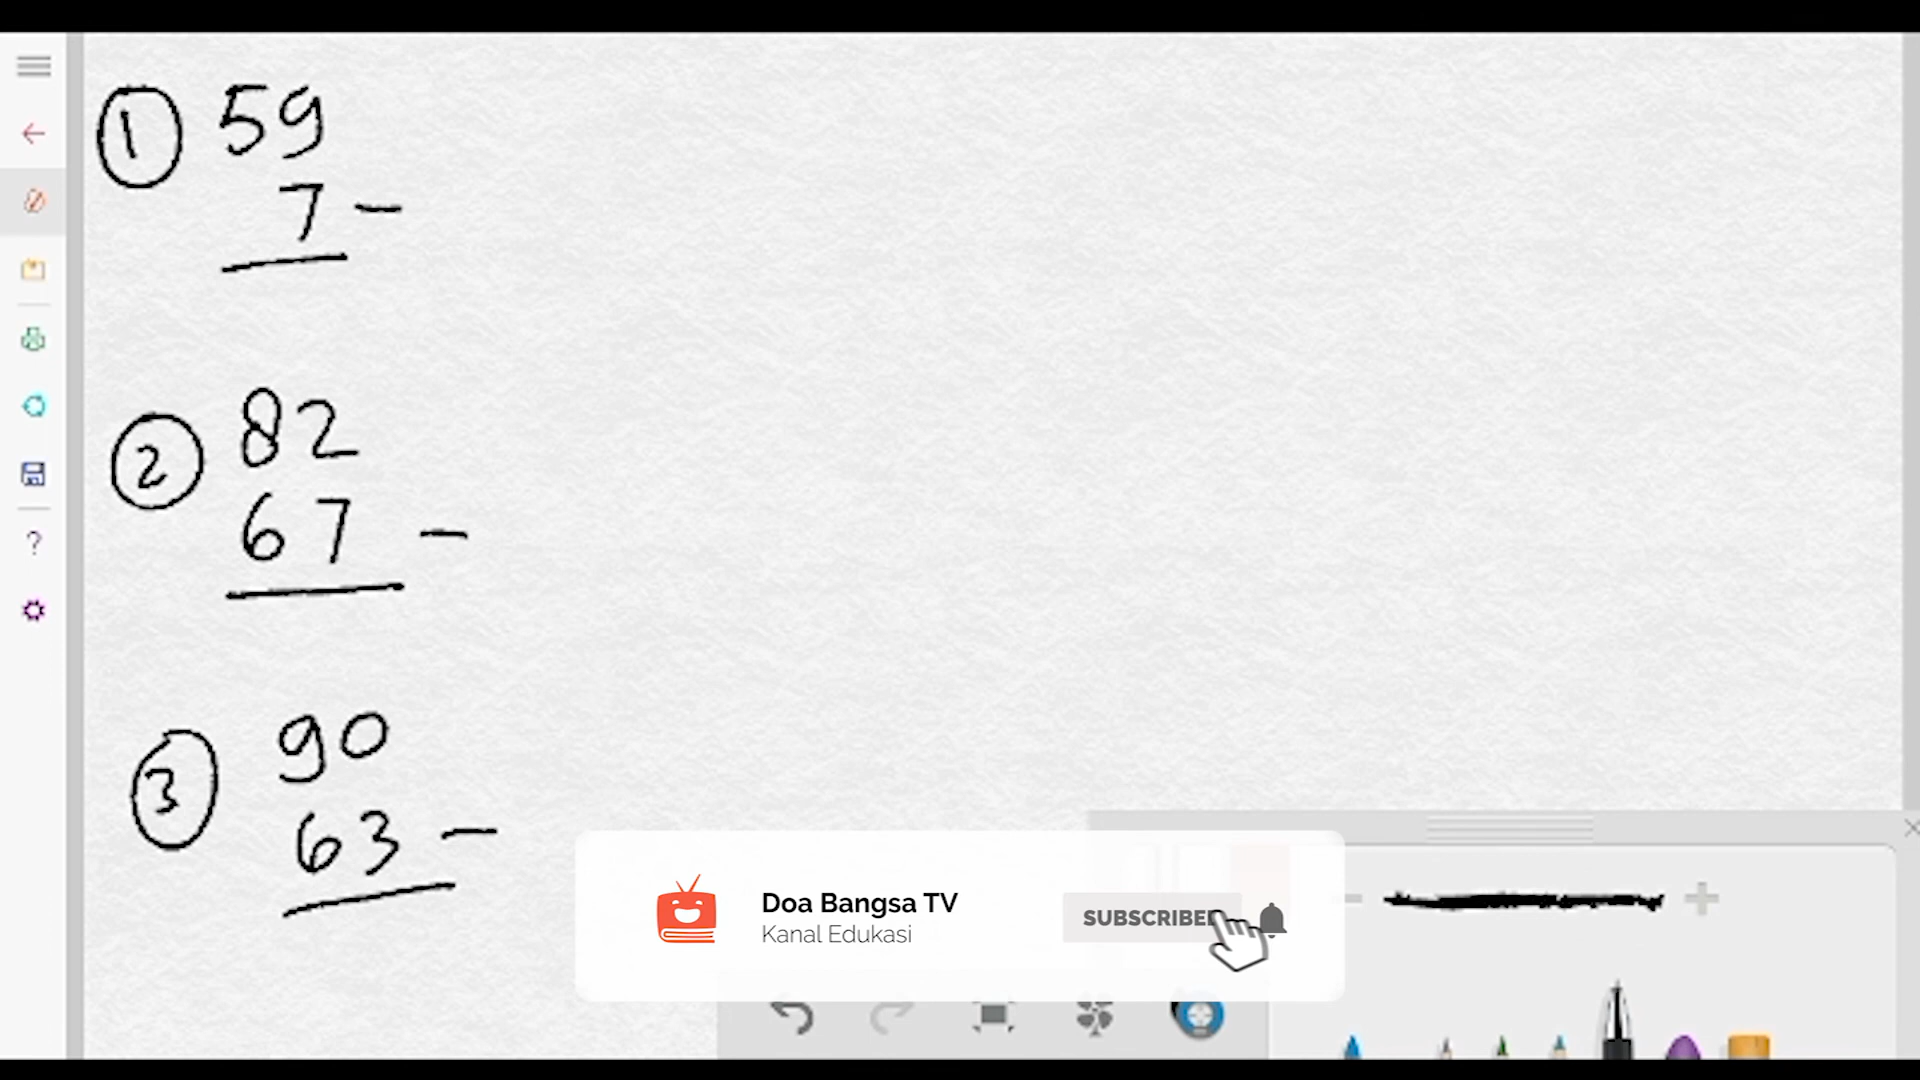 ① 59
7 –
② 82
67 –
③ 90
63 –
Doa Bangsa TV
Kanal Edukasi
SUBSCRIBED